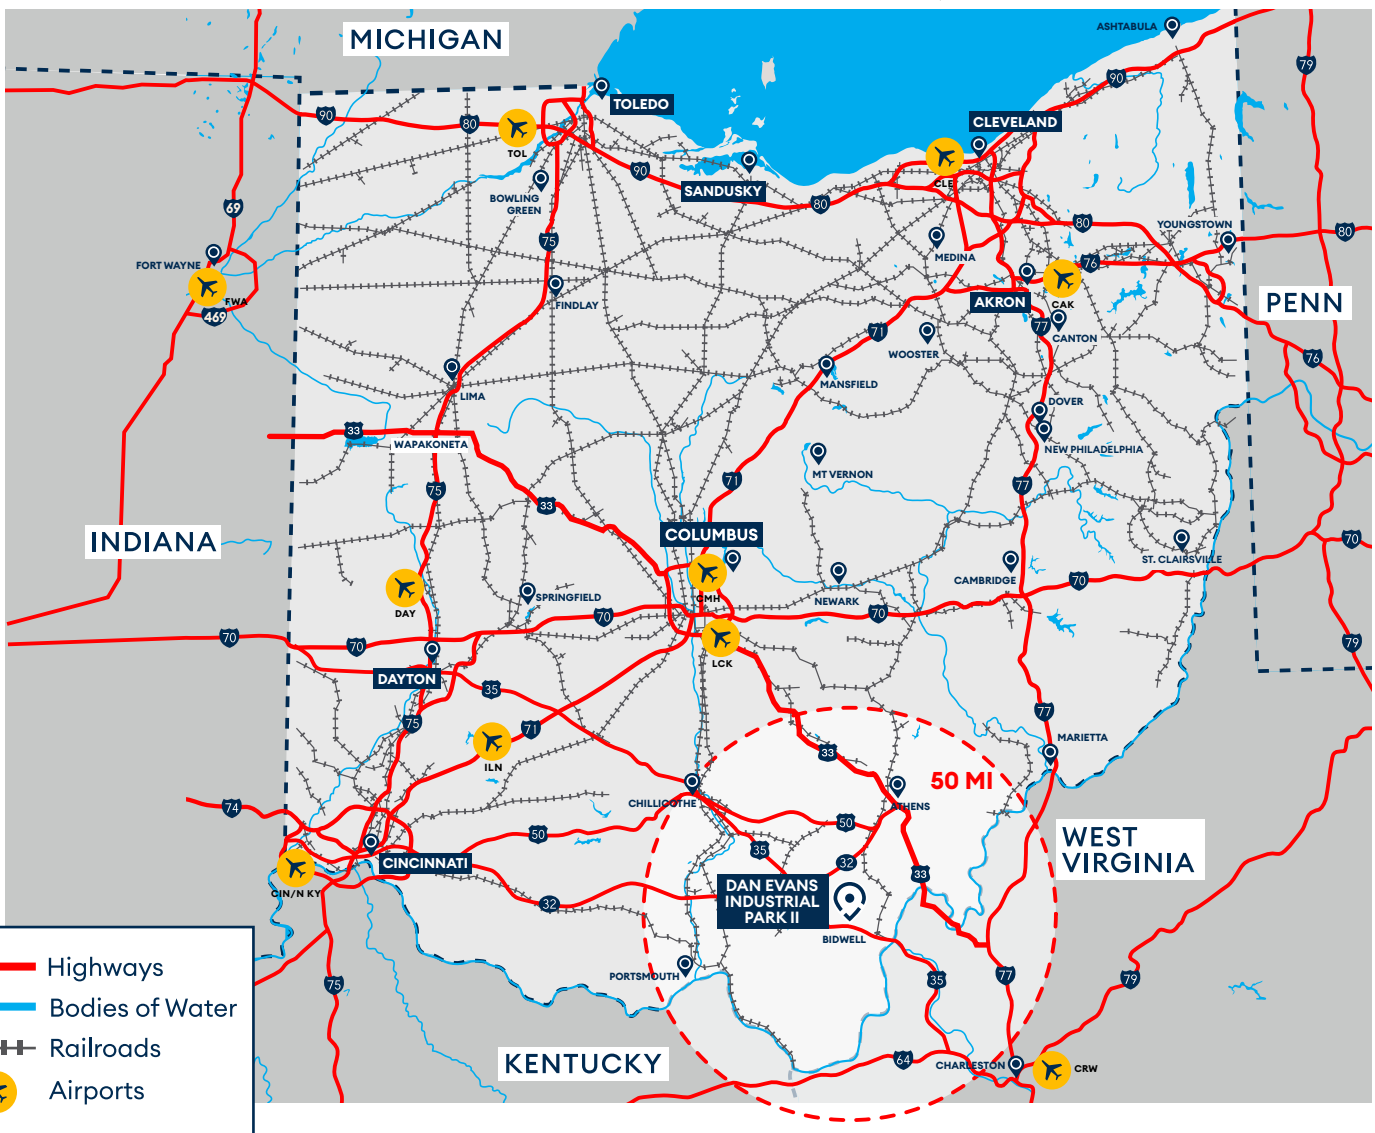 MICHIGAN
ASHTABULA
79
90
90
80
TOLEDO
TOL
CLEVELAND
CLE
90
SANDUSKY
80
BOWLING
GREEN
69
75
80
YOUNGSTOWN
80
FORT WAYNE
FWA
469
MEDINA
76
FINDLAY
AKRON
CAK
PENN
77
CANTON
71
WOOSTER
76
MANSFIELD
LIMA
DOVER
33
WAPAKONETA
NEW PHILADELPHIA
MT VERNON
71
75
77
33
INDIANA
COLUMBUS
70
ST. CLAIRSVILLE
CAMBRIDGE
70
DAY
SPRINGFIELD
CMH
NEWARK
70
70
70
70
LCK
79
DAYTON
35
75
71
77
MARIETTA
33
ILN
50 MI
CHILLICOTHE
ATHENS
74
50
50
35
32
33
WEST
VIRGINIA
CINCINNATI
CIN/N KY
32
DAN EVANS
INDUSTRIAL
PARK II
BIDWELL
PORTSMOUTH
75
35
77
79
KENTUCKY
64
CHARLESTON
CRW
Highways
Bodies of Water
Railroads
Airports